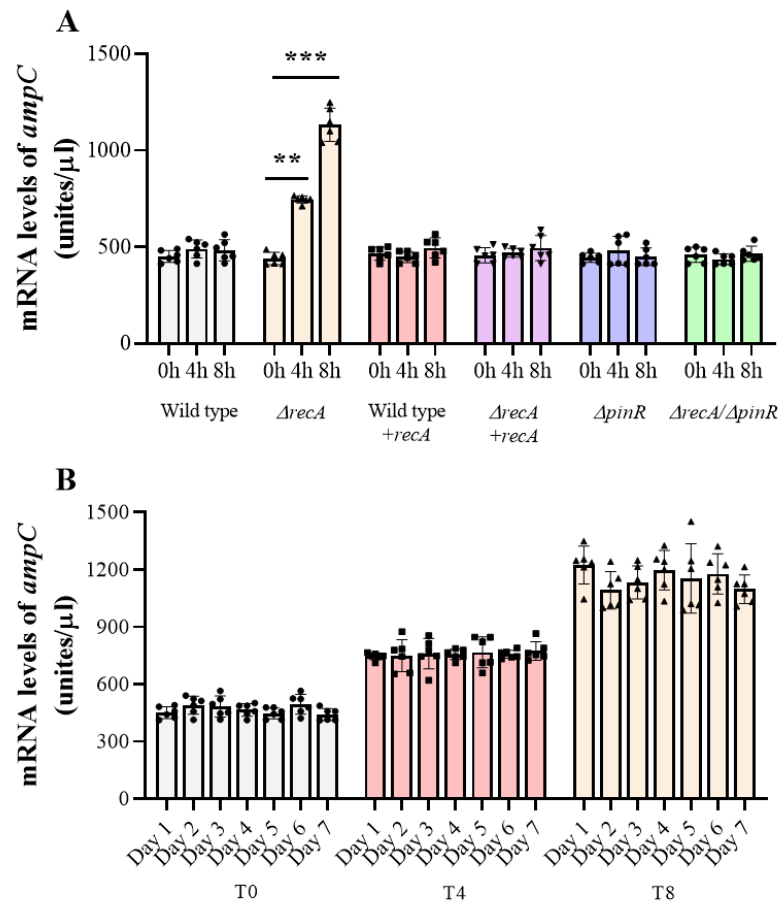 A
mRNA levels of ampC
(unites/μl)
1500
1000
500
0
***
**
0h 4h 8h 0h 4h 8h 0h 4h 8h 0h 4h 8h 0h 4h 8h 0h 4h 8h
Wild type ΔrecA Wild type ΔrecA ΔpinR ΔrecA/ΔpinR
+recA +recA
B
mRNA levels of ampC
(unites/μl)
1500
1200
900
600
300
0
Day 1 Day 2 Day 3 Day 4 Day 5 Day 6 Day 7 Day 1 Day 2 Day 3 Day 4 Day 5 Day 6 Day 7 Day 1 Day 2 Day 3 Day 4 Day 5 Day 6 Day 7
T0 T4 T8